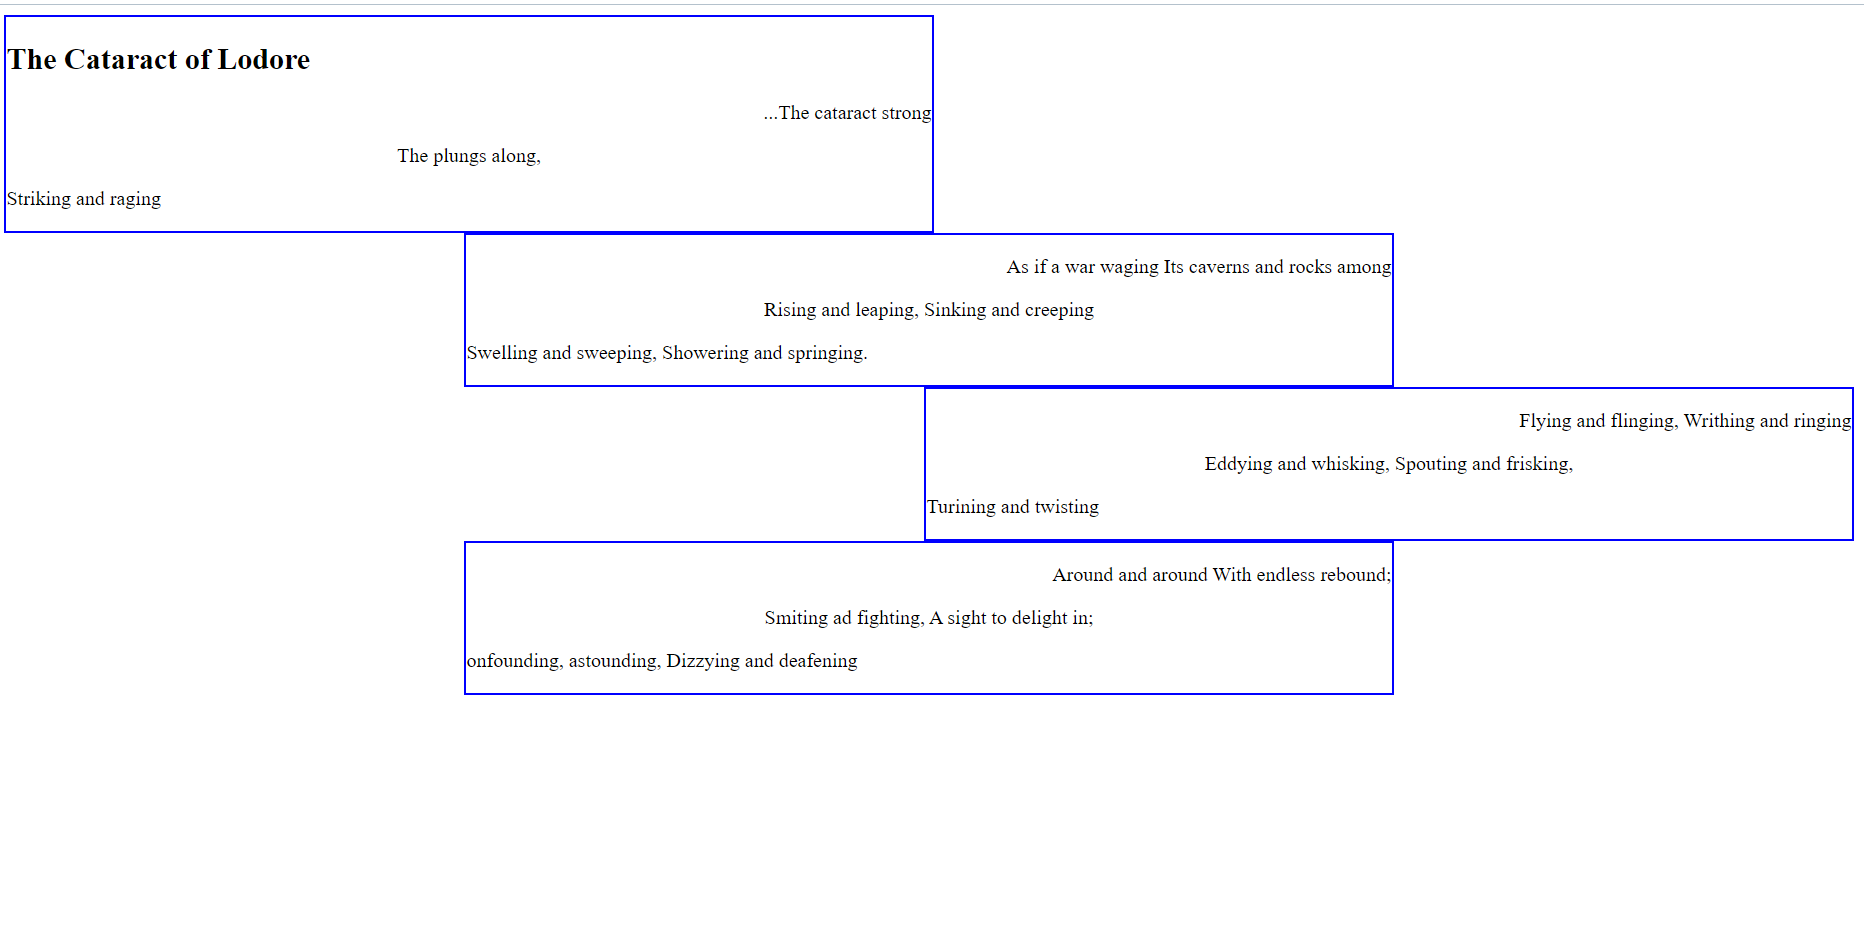 The Cataract of Lodore
...The cataract strong
The plungs along,
Striking and raging
As if a war waging Its caverns and rocks among
Rising and leaping, Sinking and creeping
Swelling and sweeping, Showering and springing.
Flying and flinging, Writhing and ringing
Eddying and whisking, Spouting and frisking,
Turining and twisting
Around and around With endless rebound;
Smiting ad fighting, A sight to delight in;
onfounding, astounding, Dizzying and deafening